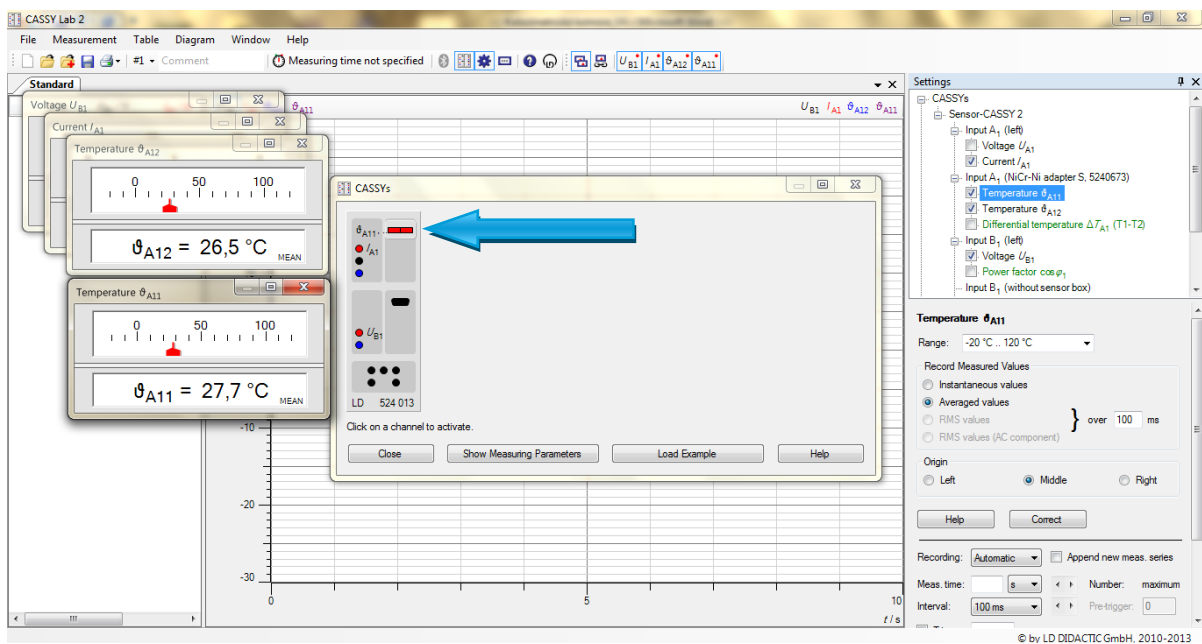 CASSY Lab 2
File Measurement Table Diagram Window Help
#1 Comment Measuring time not specified UB1 IA1 ϑA12 ϑA11
Standard
ϑA11 UB1 IA1 ϑA12 ϑA11
Voltage UB1
Current IA1
Temperature ϑA12
0 50 100
ϑA12 = 26,5 °C MEAN
Temperature ϑA11
0 50 100
ϑA11 = 27,7 °C MEAN
CASSYs
ϑA11
IA1
UB1
LD 524 013
Click on a channel to activate.
Close Show Measuring Parameters Load Example Help
-10
-20
-30
0 5 10
t / s
Settings
CASSYs
Sensor-CASSY 2
Input A1 (left)
Voltage UA1
Current IA1
Input A1 (NiCr-Ni adapter S, 5240673)
Temperature ϑA11
Temperature ϑA12
Differential temperature ΔTA1 (T1-T2)
Input B1 (left)
Voltage UB1
Power factor cosφ1
Input B1 (without sensor box)
Temperature ϑA11
Range: -20 °C .. 120 °C
Record Measured Values
Instantaneous values
Averaged values
RMS values } over 100 ms
RMS values (AC component)
Origin
Left Middle Right
Help Correct
Recording: Automatic Append new meas. series
Meas. time: s Number: maximum
Interval: 100 ms Pre-trigger: 0
© by LD DIDACTIC GmbH, 2010-2013